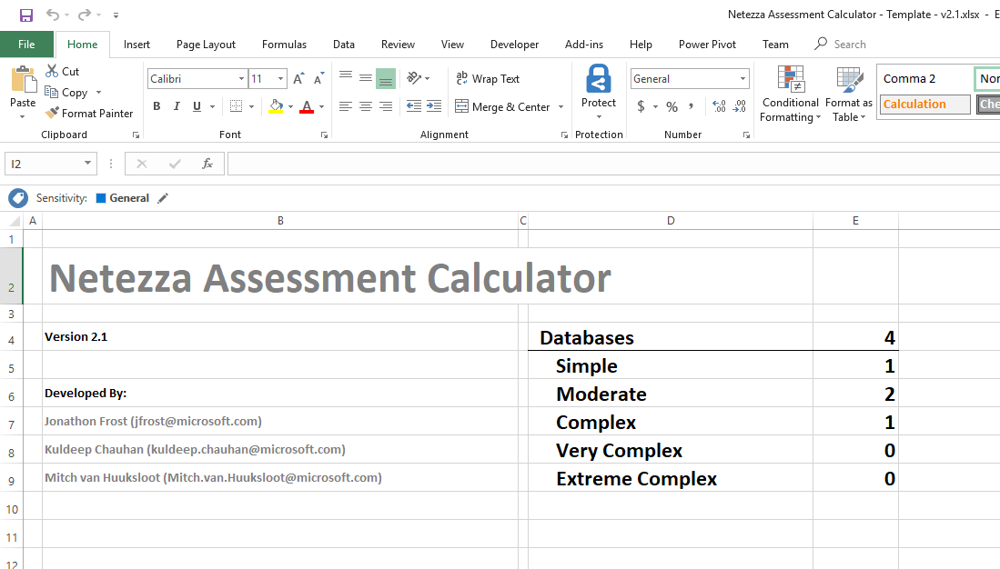 Netezza Assessment Calculator - Template - v2.1.xlsx - E
File Home Insert Page Layout Formulas Data Review View Developer Add-ins Help Power Pivot Team Search
Paste
Cut
Copy
Format Painter
Clipboard
Calibri 11 A A
B I U A
Font
ab Wrap Text
Merge & Center
Alignment
Protect
Protection
General
$ % ,
Number
Conditional Formatting
Format as Table
Comma 2 Nor
Calculation Che
I2 fx
Sensitivity: General
A B C D E
1
2 Netezza Assessment Calculator
3
4 Version 2.1 Databases 4
5 Simple 1
6 Developed By: Moderate 2
7 Jonathon Frost (jfrost@microsoft.com) Complex 1
8 Kuldeep Chauhan (kuldeep.chauhan@microsoft.com) Very Complex 0
9 Mitch van Huuksloot (Mitch.van.Huuksloot@microsoft.com) Extreme Complex 0
10
11
12